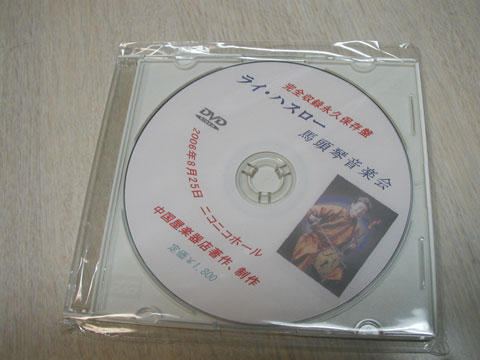 完全収録永久保存盤
ライ・ハスロー
馬頭琴音楽会
DVD
2006年8月25日 ニコニコホール
中国屋楽器店著作、制作
定価¥1,800